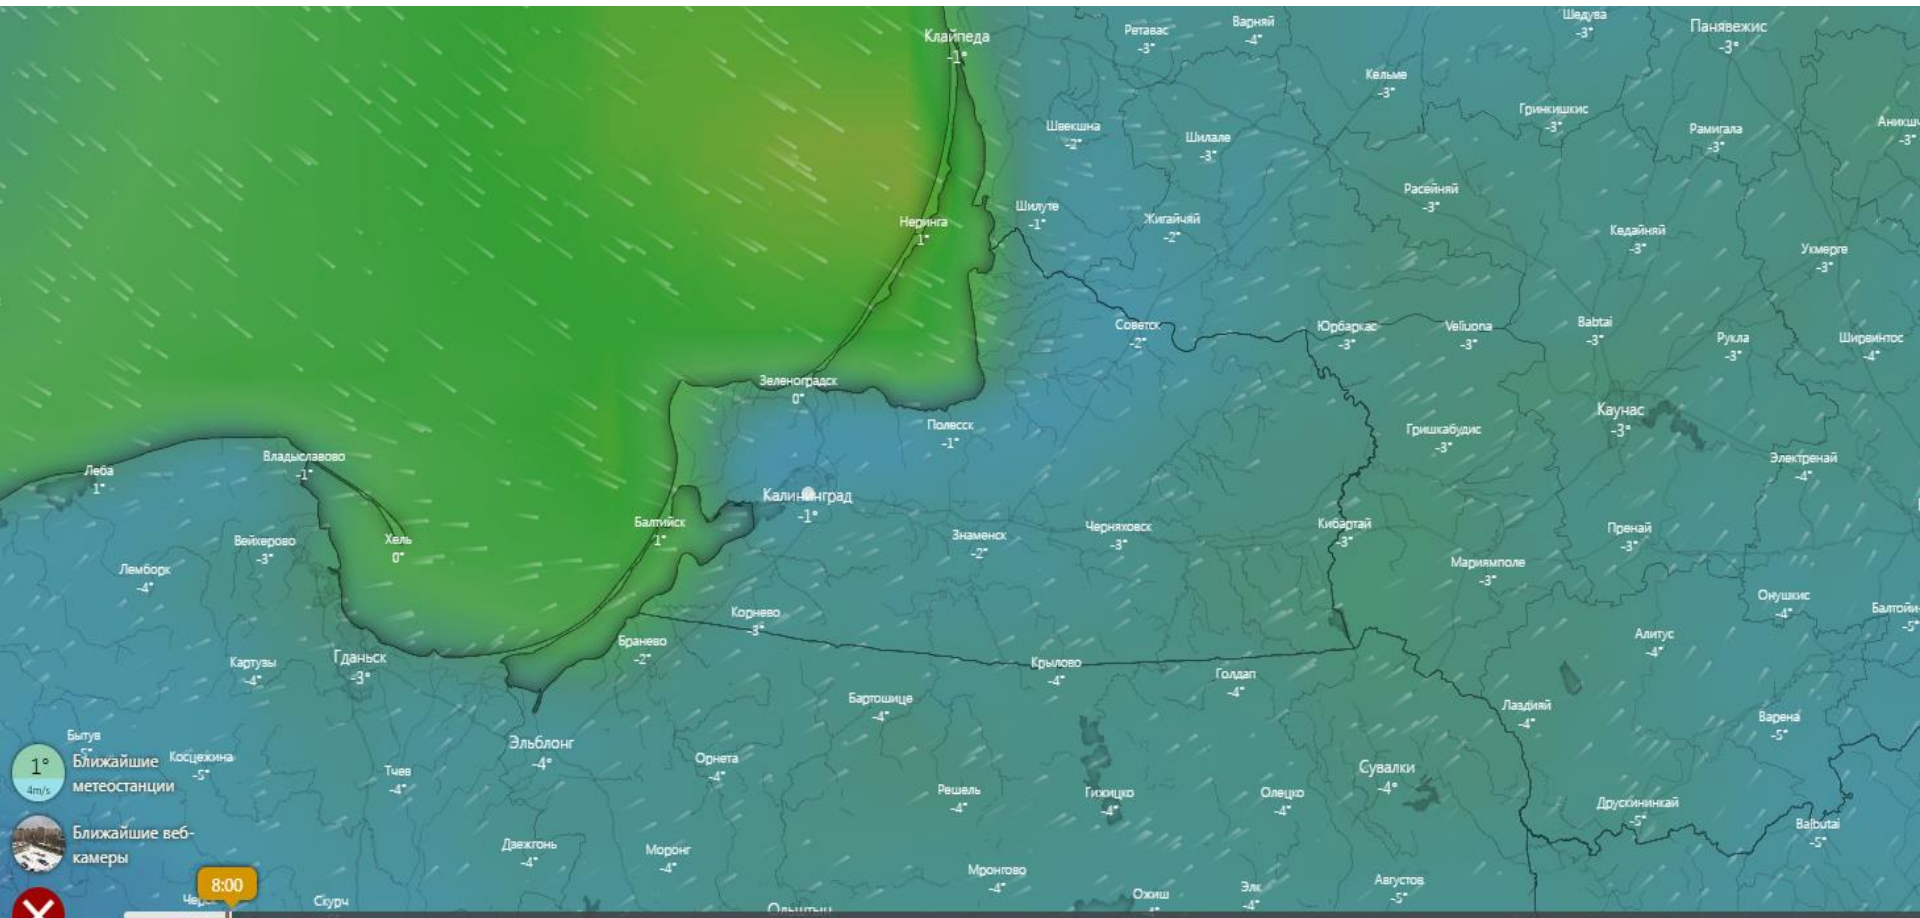 Клайпеда
-1°
Ретавас
-3°
Варняй
-4°
Шедува
-3°
Панявежис
-3°
Кельме
-3°
Гринкишкис
-3°
Рамигала
-3°
-3°
Швекшна
-2°
Шилале
-3°
Расейняй
-3°
Неринга
1°
Шилуте
-1°
Жигайчяй
-2°
Кедайняй
-3°
Укмерге
-3°
Советск
-2°
Юрбаркас
-3°
Veliuona
-3°
Babtai
-3°
Рукла
-3°
Ширвинтос
-4°
Зеленоградск
0°
Полесск
-1°
Гришкабудис
-3°
Каунас
-3°
Электренай
-4°
Леба
1°
Владыславово
-1°
Калининград
-1°
Балтийск
1°
Хель
0°
Вейхерово
-3°
Лемборк
-4°
Знаменск
-2°
Черняховск
-3°
Кибартай
-3°
Пренай
-3°
Мариямполе
-3°
Онушкис
-4°
-5°
Корнево
-3°
Бранево
-2°
Гданьск
-3°
Картузы
-4°
Крылово
-4°
Голдап
-4°
Алитус
-4°
Бартошице
-4°
Лаздияй
-4°
Варена
-5°
Бытув
-5°
Косцежина
-5°
Эльблонг
-4°
Тчев
-4°
Орнета
-4°
Сувалки
-4°
1°
4m/s
Ближайшие
метеостанции
Решель
-4°
Гижицко
-4°
Олецко
-4°
Друскининкай
-5°
Balbutai
-5°
Ближайшие веб-
камеры
Дзежгонь
-4°
Моронг
-4°
Мронгово
-4°
Ожиш
Элк
-4°
Августов
-5°
8:00
Скурч
Ольштын